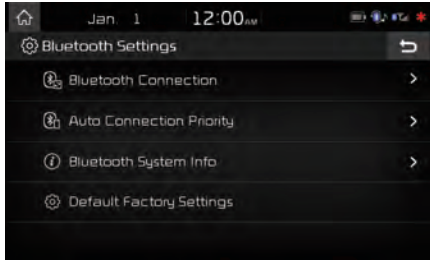 Jan. 1 12:00AM
Bluetooth Settings
Bluetooth Connection
Auto Connection Priority
Bluetooth System Info
Default Factory Settings